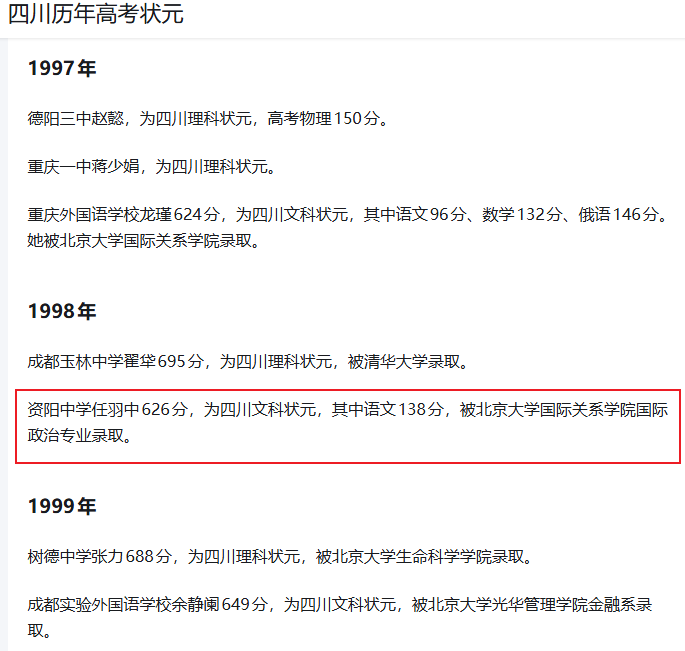 四川历年高考状元
1997年
德阳三中赵懿，为四川理科状元，高考物理150分。
重庆一中蒋少娟，为四川理科状元。
重庆外国语学校龙瑾624分，为四川文科状元，其中语文96分、数学132分、俄语146分。
她被北京大学国际关系学院录取。
1998年
成都玉林中学翟荦695分，为四川理科状元，被清华大学录取。
资阳中学任羽中626分，为四川文科状元，其中语文138分，被北京大学国际关系学院国际
政治专业录取。
1999年
树德中学张力688分，为四川理科状元，被北京大学生命科学学院录取。
成都实验外国语学校余静阑649分，为四川文科状元，被北京大学光华管理学院金融系录
取。